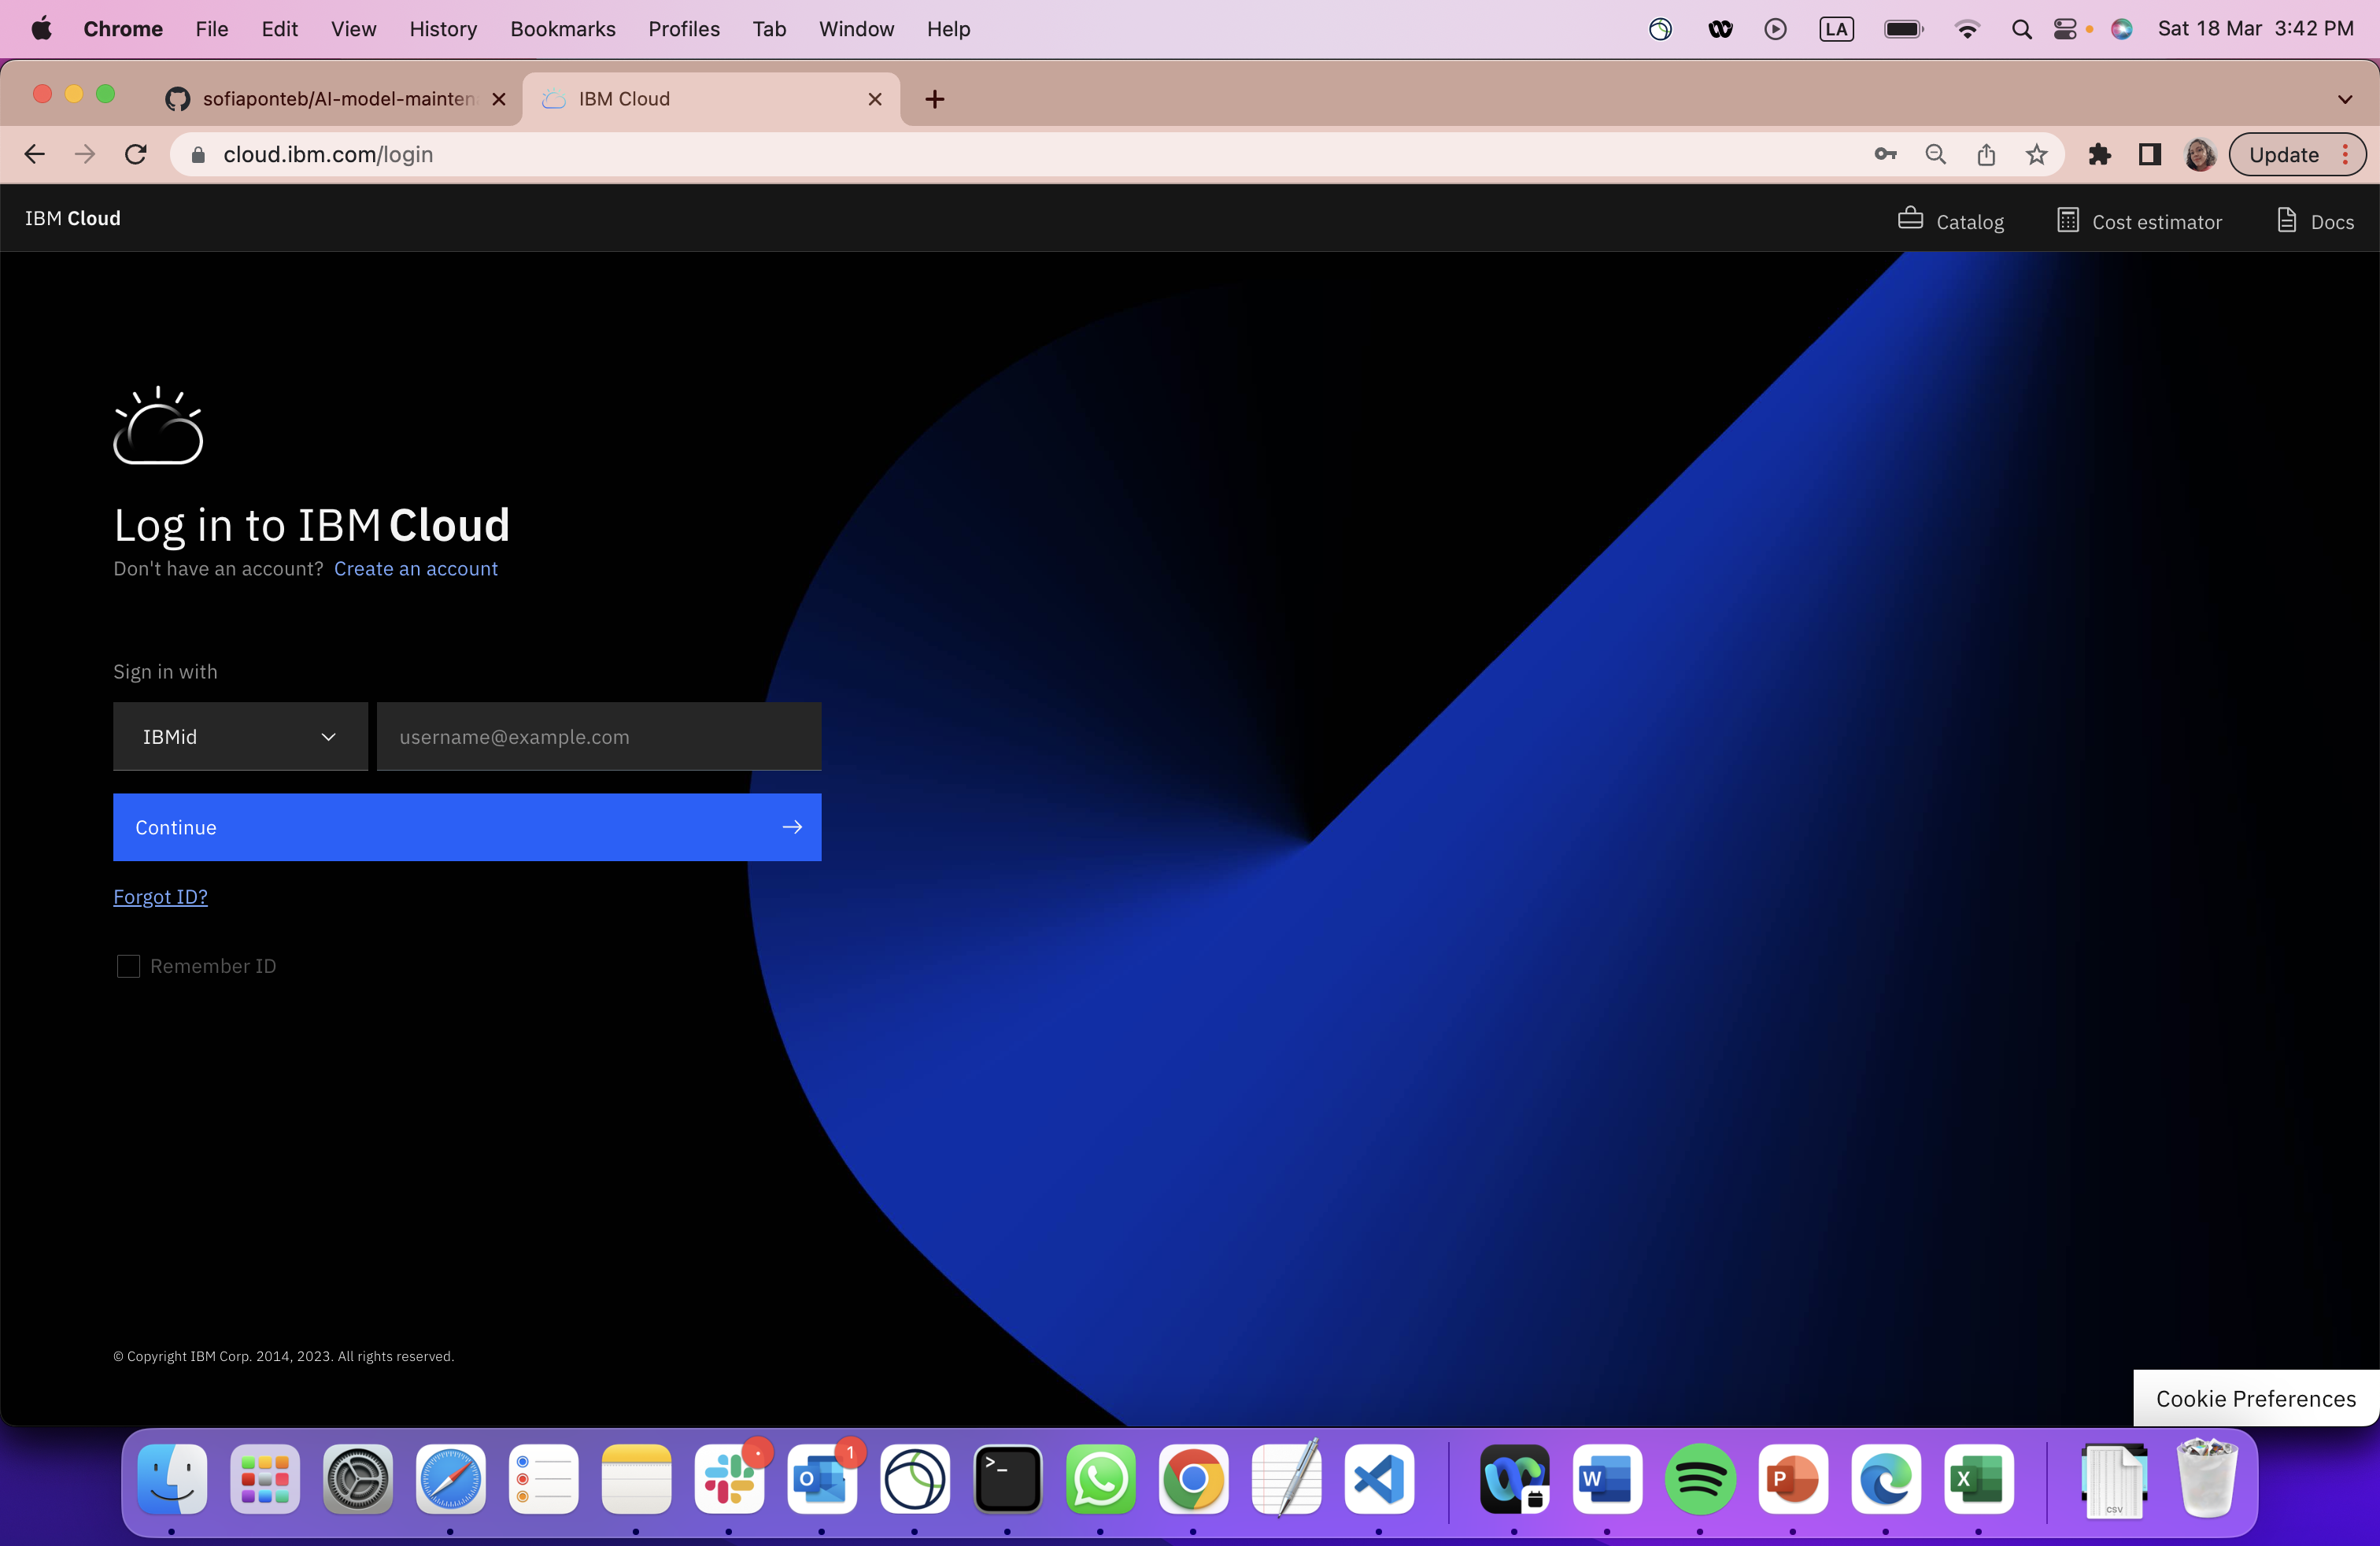 Chrome File Edit View History Bookmarks Profiles Tab Window Help LA Sat 18 Mar 3:42 PM
sofiaponteb/AI-model-mainten IBM Cloud
cloud.ibm.com/login Update
IBM Cloud Catalog Cost estimator Docs
Log in to IBM Cloud
Don't have an account? Create an account
Sign in with
IBMid username@example.com
Continue
Forgot ID?
Remember ID
© Copyright IBM Corp. 2014, 2023. All rights reserved.
Cookie Preferences
1
O >_ W P X CSV